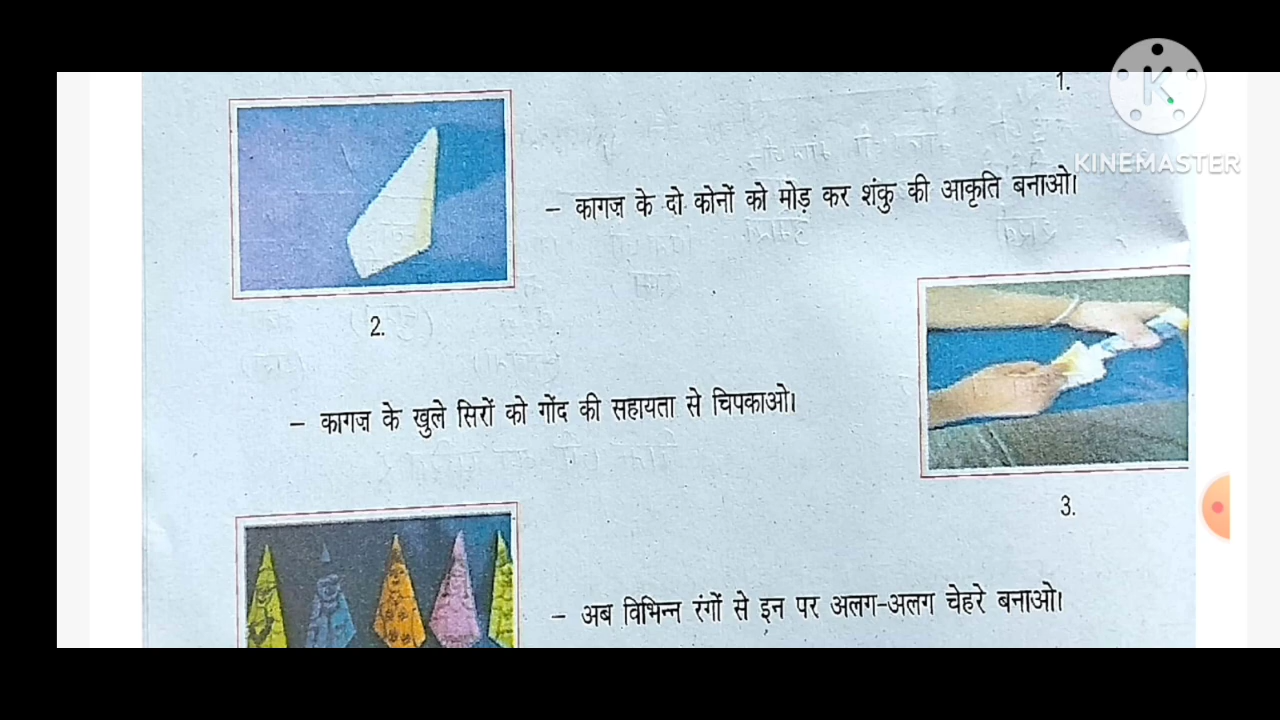 1.
KINEMASTER
– कागज़ के दो कोनों को मोड़ कर शंकु की आकृति बनाओ।
2.
– कागज़ के खुले सिरों को गोंद की सहायता से चिपकाओ।
3.
– अब विभिन्न रंगों से इन पर अलग-अलग चेहरे बनाओ।